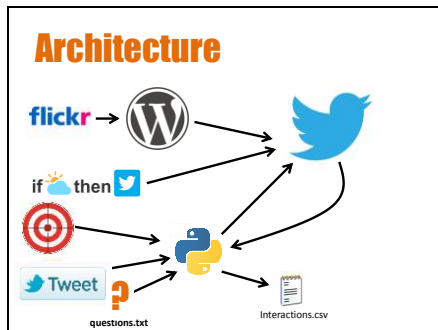 Architecture
flickr
W
if then
Tweet
?
questions.txt
Interactions.csv